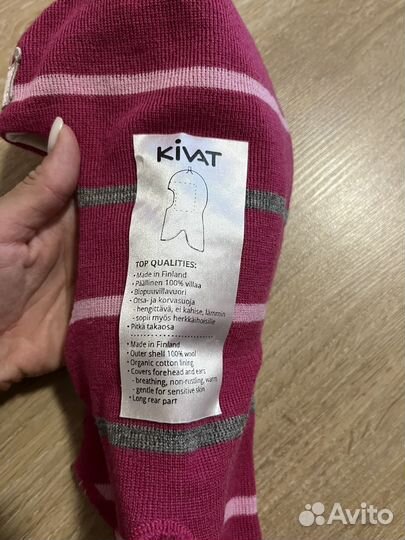 KIVAT
TOP QUALITIES:
- Made in Finland
- Päällinen 100% villaa
- Biopuuvillavuori
- Otsa- ja korvasuoja
- hengittävä, ei kahise, lämmin
- sopii myös herkkäihoisille
• Pitkä takaosa
• Made in Finland
• Outer shell 100% wool
• Organic cotton lining
• Covers forehead and ears
- breathing, non-rustling, warm
- gentle for sensitive skin
• Long rear part
Avito